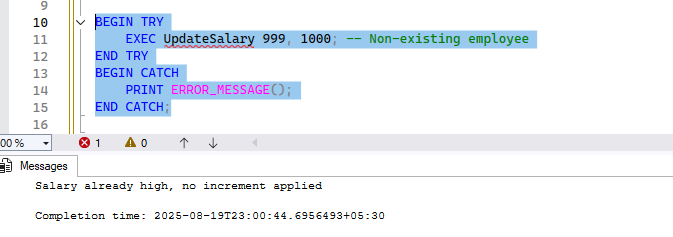 9
10 BEGIN TRY
11 EXEC UpdateSalary 999, 1000; -- Non-existing employee
12 END TRY
13 BEGIN CATCH
14 PRINT ERROR_MESSAGE();
15 END CATCH;
16
00 % 1 0
Messages
Salary already high, no increment applied
Completion time: 2025-08-19T23:00:44.6956493+05:30